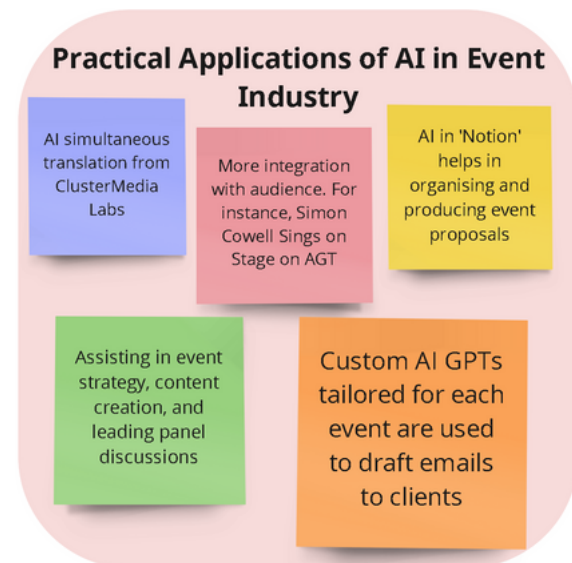 Practical Applications of AI in Event
Industry
AI simultaneous
translation from
ClusterMedia
Labs
More integration
with audience. For
instance, Simon
Cowell Sings on
Stage on AGT
AI in 'Notion'
helps in
organising and
producing event
proposals
Assisting in event
strategy, content
creation, and
leading panel
discussions
Custom AI GPTs
tailored for each
event are used
to draft emails
to clients